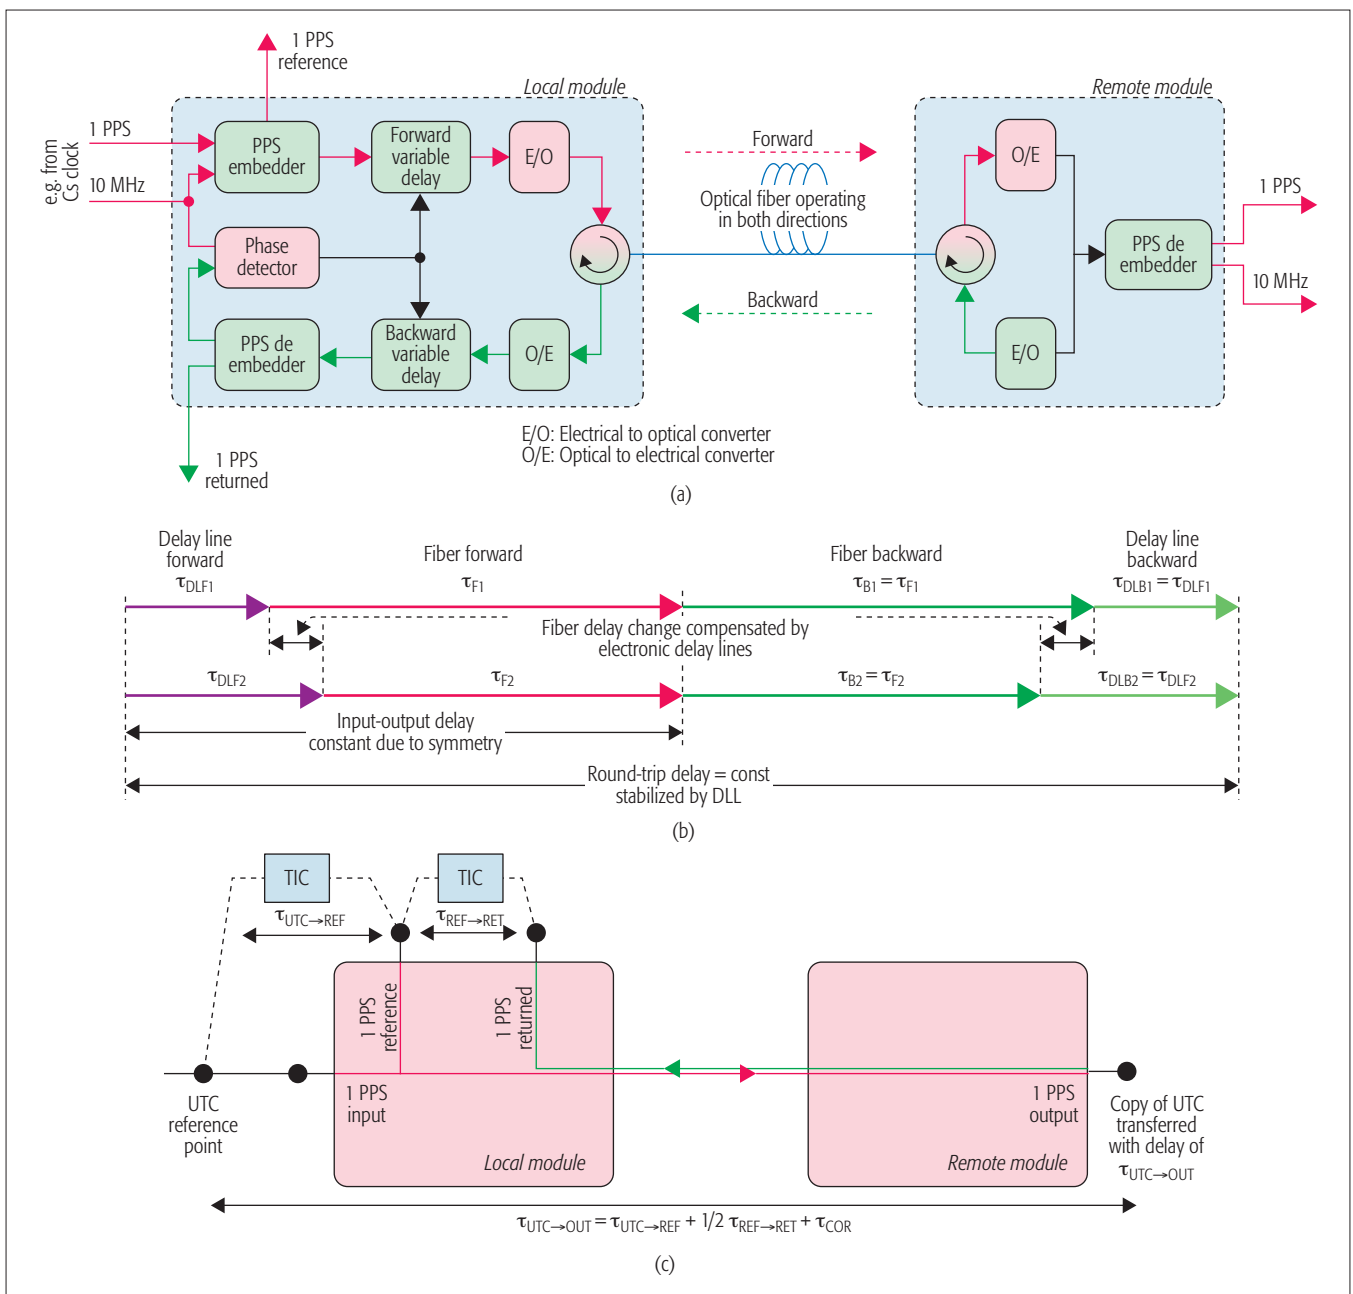 1 PPS
reference
Local module
Remote module
e.g. from
Cs clock
1 PPS
10 MHz
PPS
embedder
Forward
variable
delay
E/O
Forward
O/E
Optical fiber operating
in both directions
1 PPS
Phase
detector
PPS de
embedder
10 MHz
Backward
PPS de
embedder
Backward
variable
delay
O/E
E/O
E/O: Electrical to optical converter
O/E: Optical to electrical converter
1 PPS
returned
(a)
Delay line
forward
τDLF1
Fiber forward
τF1
Fiber backward
τB1 = τF1
Delay line
backward
τDLB1 = τDLF1
Fiber delay change compensated by
electronic delay lines
τDLF2
τF2
τB2 = τF2
τDLB2 = τDLF2
Input-output delay
constant due to symmetry
Round-trip delay = const
stabilized by DLL
(b)
TIC
TIC
τUTC→REF
τREF→RET
1 PPS
reference
1 PPS
returned
UTC
reference
point
1 PPS
input
1 PPS
output
Copy of UTC
transferred
with delay of
τUTC→OUT
Local module
Remote module
τUTC→OUT = τUTC→REF + 1/2 τREF→RET + τCOR
(c)